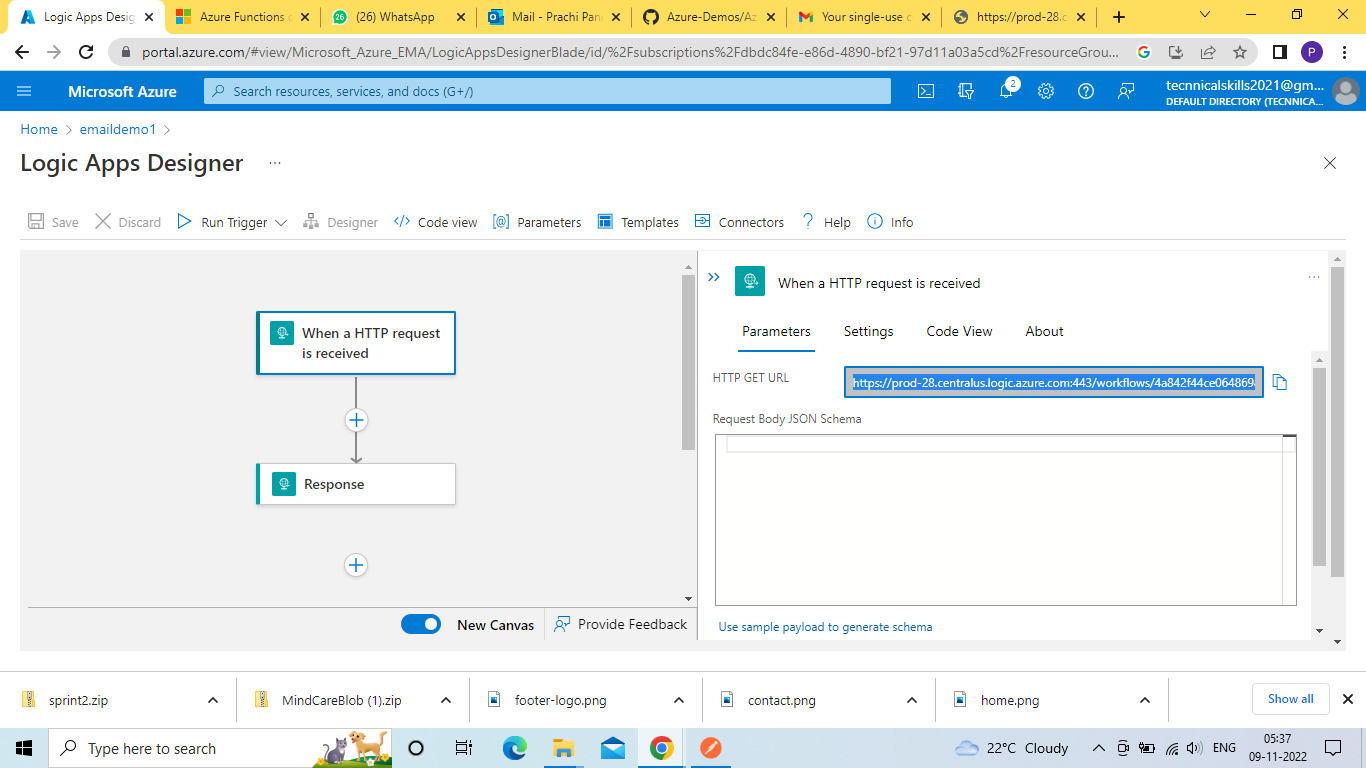 Logic Apps Desig
Azure Functions
(26) WhatsApp
Mail - Prachi Pan
Azure-Demos/Az
Your single-use c
https://prod-28.c
portal.azure.com/#view/Microsoft_Azure_EMA/LogicAppsDesignerBlade/id/%2Fsubscriptions%2Fdbdc84fe-e86d-4890-bf21-97d11a03a5cd%2FresourceGrou...
P
Microsoft Azure
Search resources, services, and docs (G+/)
2
tecnnicalskills2021@gm...
DEFAULT DIRECTORY (TECNNICA...
Home > emaildemo1 >
Logic Apps Designer ...
Save Discard Run Trigger Designer Code view Parameters Templates Connectors Help Info
When a HTTP request
is received
Response
New Canvas Provide Feedback
When a HTTP request is received
Parameters Settings Code View About
HTTP GET URL
https://prod-28.centralus.logic.azure.com:443/workflows/4a842f44ce064869
Request Body JSON Schema
Use sample payload to generate schema
sprint2.zip
MindCareBlob (1).zip
footer-logo.png
contact.png
home.png
Show all
Type here to search
22°C Cloudy
ENG
05:37
09-11-2022